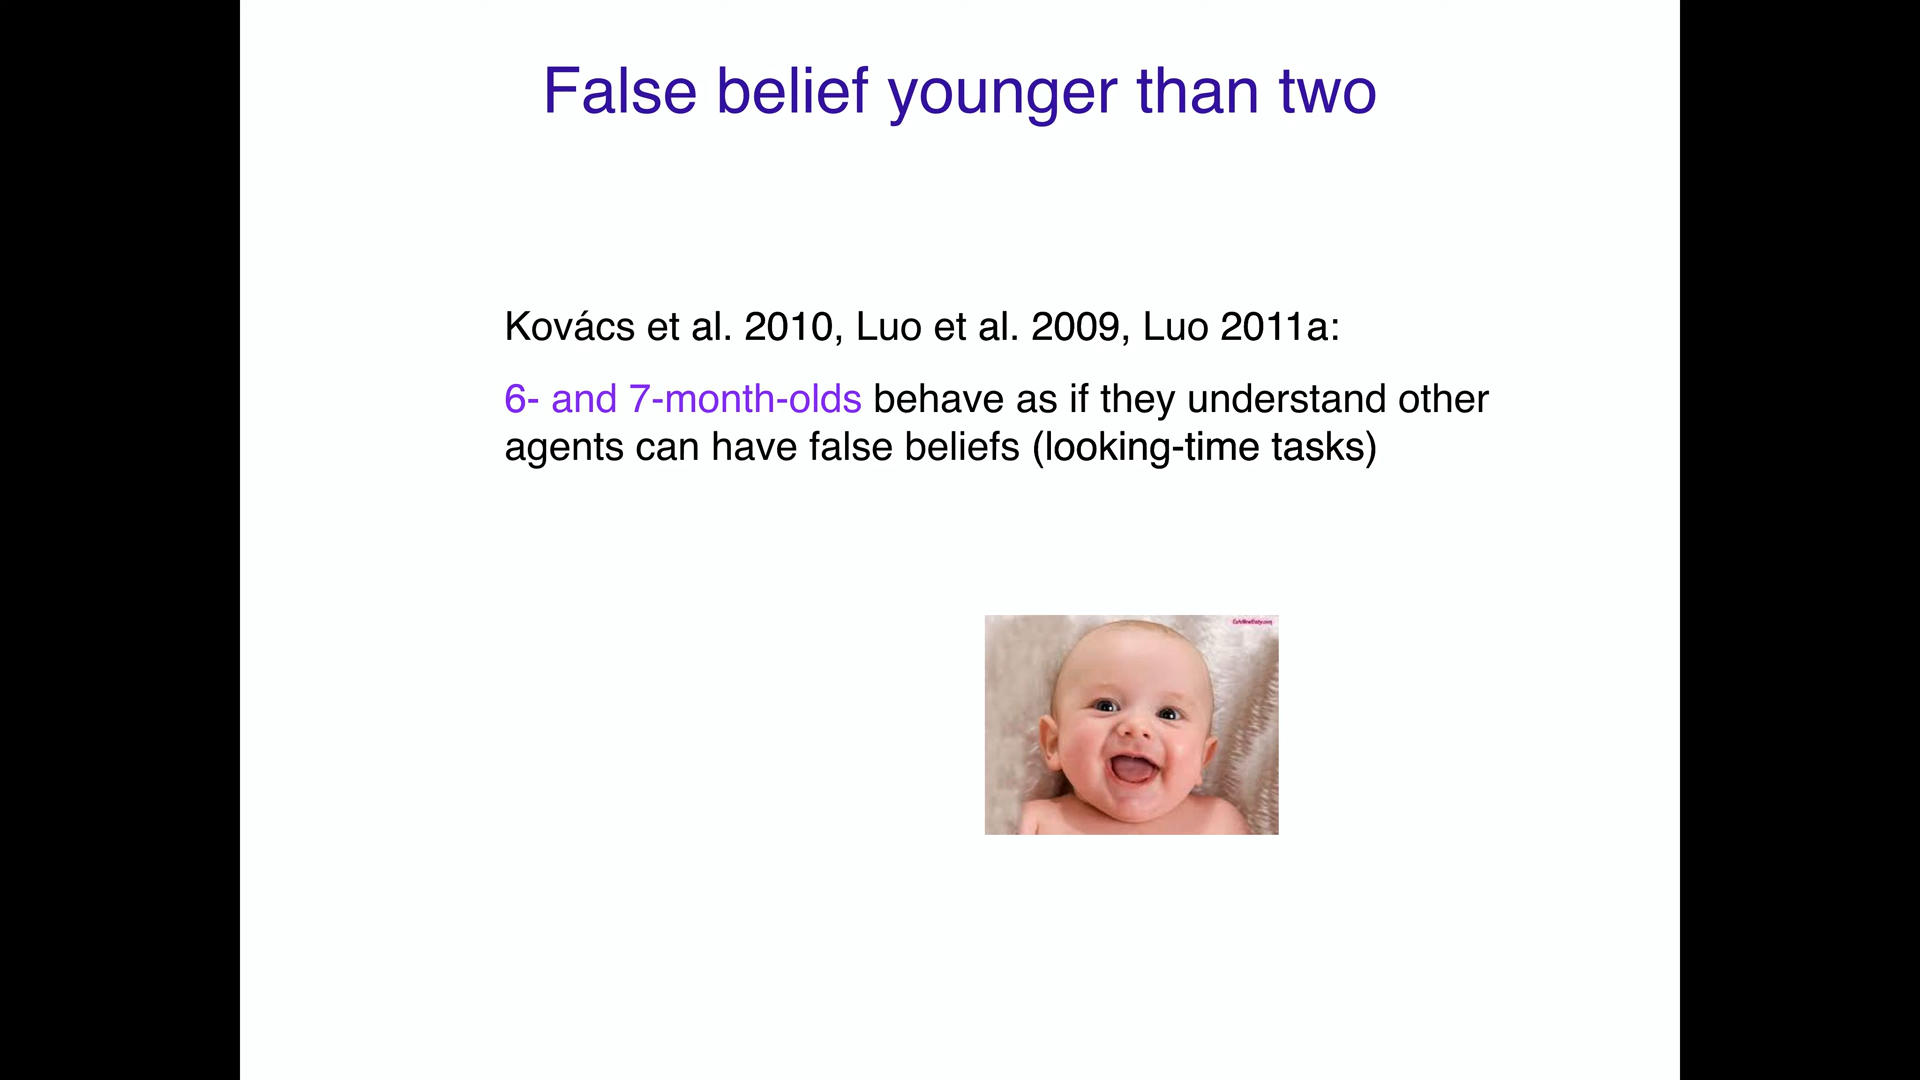 False belief younger than two
Kovács et al. 2010, Luo et al. 2009, Luo 2011a:
6- and 7-month-olds behave as if they understand other
agents can have false beliefs (looking-time tasks)